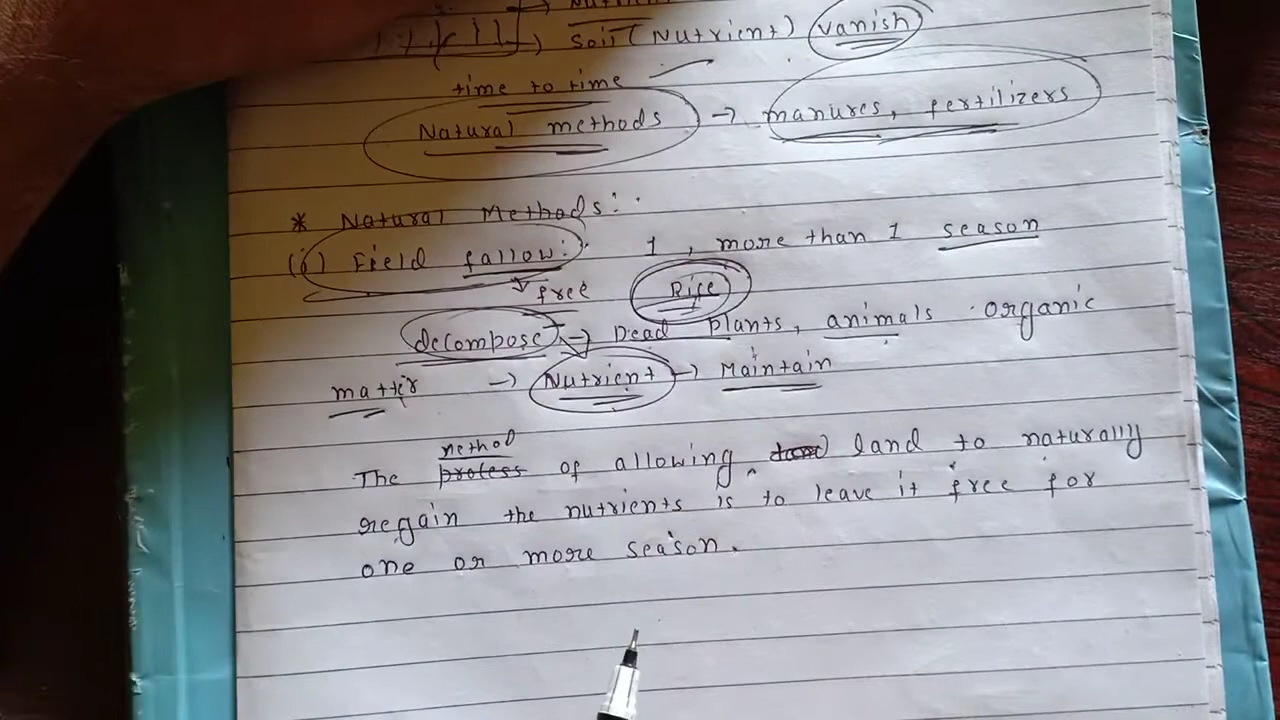 Soil (Nutrient) vanish
time to time
Natural methods → manures, fertilizers
* Natural Methods:
(i) Field fallow: 1, more than 1 season
free Rice
decompose → Dead plants, animals organic
matter → Nutrient → Maintain
method
The process of allowing land to naturally
regain the nutrients is to leave it free for
one or more season.